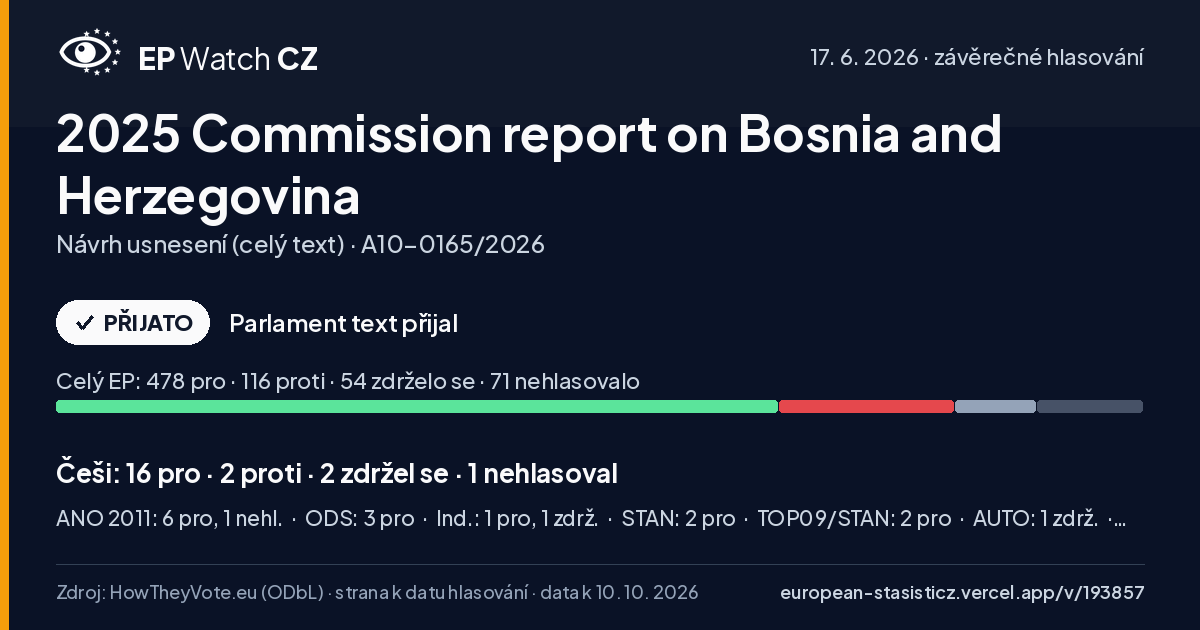 EP Watch CZ
17. 6. 2026 · závěrečné hlasování
2025 Commission report on Bosnia and
Herzegovina
Návrh usnesení (celý text) · A10–0165/2026
✓ PŘIJATO
Parlament text přijal
Celý EP: 478 pro · 116 proti · 54 zdrželo se · 71 nehlasovalo
Češi: 16 pro · 2 proti · 2 zdržel se · 1 nehlasoval
ANO 2011: 6 pro, 1 nehl. · ODS: 3 pro · Ind.: 1 pro, 1 zdrž. · STAN: 2 pro · TOP09/STAN: 2 pro · AUTO: 1 zdrž. ·…
Zdroj: HowTheyVote.eu (ODbL) · strana k datu hlasování · data k 10. 10. 2026
european-stasisticz.vercel.app/v/193857